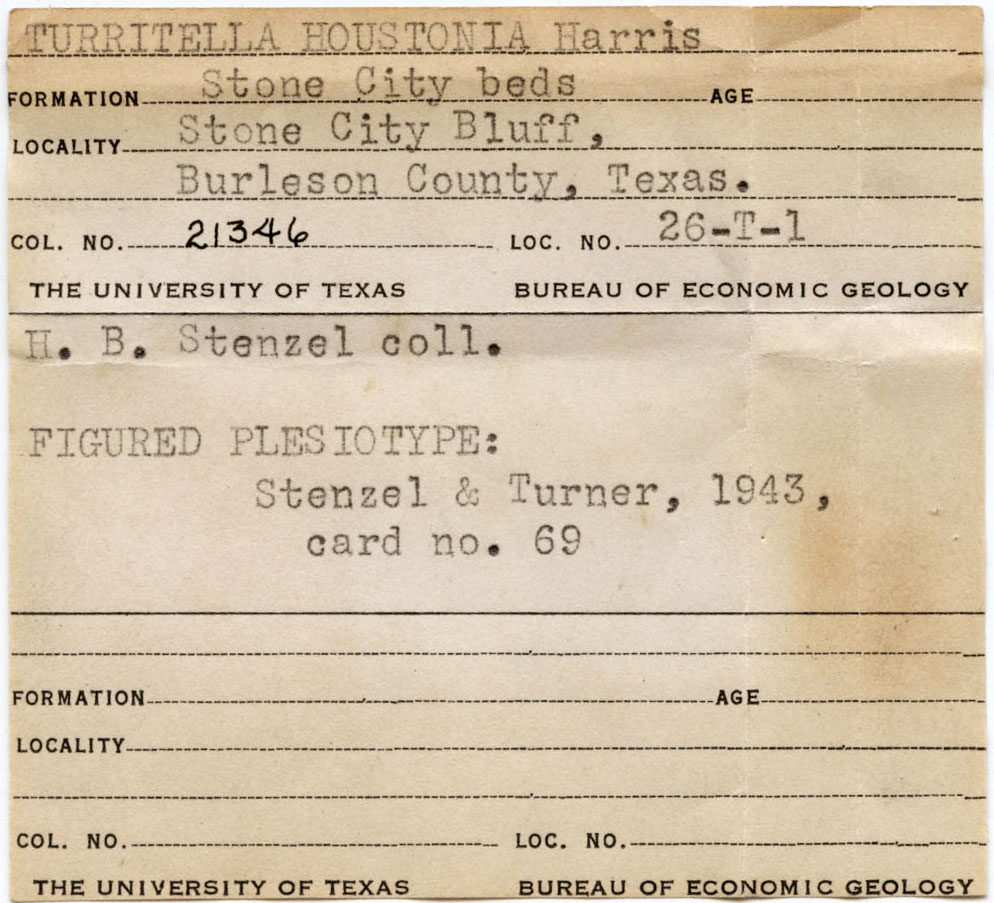 TURRITELLA HOUSTONIA Harris
FORMATION Stone City beds AGE
LOCALITY Stone City Bluff,
Burleson County, Texas.
COL. NO. 21346 LOC. NO. 26-T-1
THE UNIVERSITY OF TEXAS BUREAU OF ECONOMIC GEOLOGY
H. B. Stenzel coll.
FIGURED PLESIOTYPE:
Stenzel & Turner, 1943,
card no. 69
FORMATION AGE
LOCALITY
COL. NO. LOC. NO.
THE UNIVERSITY OF TEXAS BUREAU OF ECONOMIC GEOLOGY